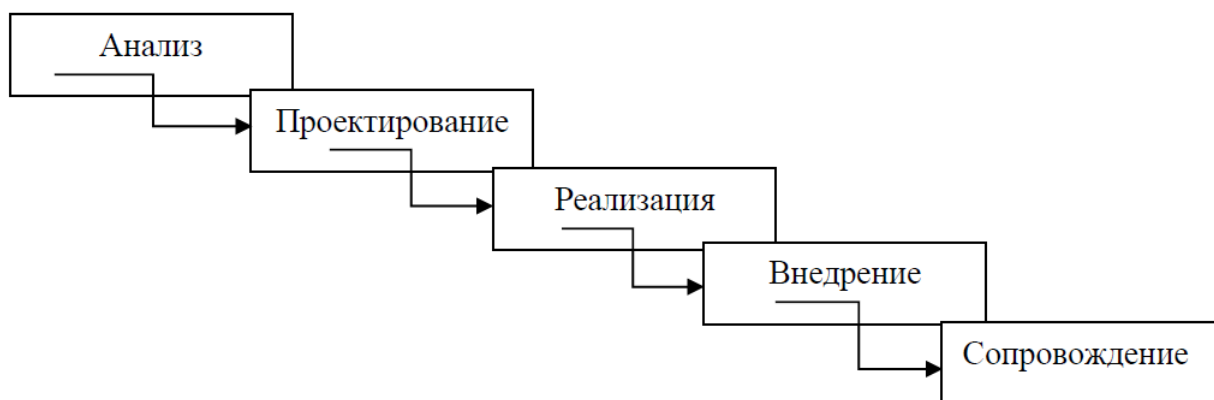 Анализ
Проектирование
Реализация
Внедрение
Сопровождение